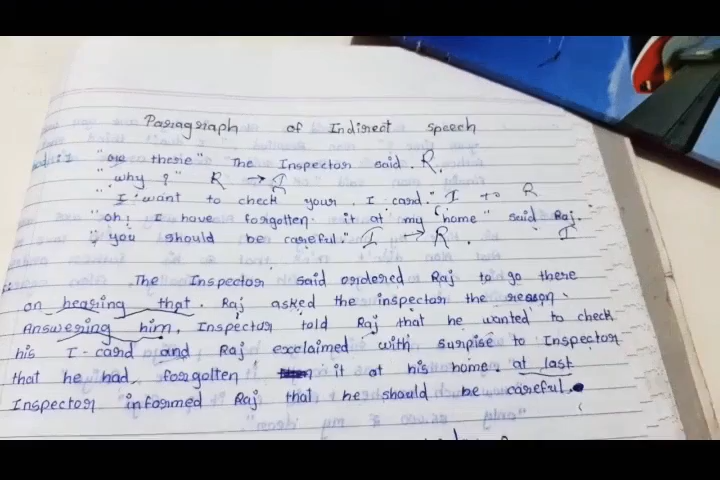 Paragraph of Indirect speech
"are there" The Inspector said. R.
"why ?" R → I
"I want to check your I card." I to R
"oh! I have forgotten it at my home" said Raj.
"you should be careful." I → R. I
The Inspector said ordered Raj to go there
on hearing that. Raj asked the inspector the reason.
Answering him, Inspector told Raj that he wanted to check
his I-card and Raj exclaimed with surpise to Inspector
that he had forgotten it at his home. at last
Inspector informed Raj that he should be careful.